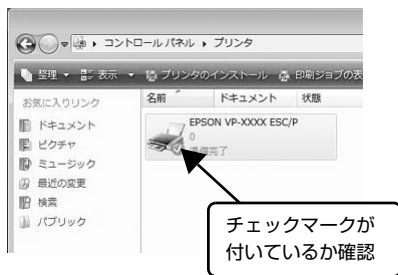 コントロール パネル ▸ プリンタ
整理 表示 プリンタのインストール 印刷ジョブの表
お気に入りリンク
名前 ドキュメント 状態
ドキュメント
ピクチャ
ミュージック
最近の変更
検索
パブリック
EPSON VP-XXXX ESC/P
0
準備完了
チェックマークが
付いているか確認